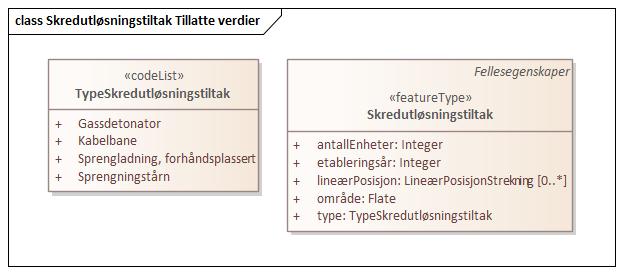 class Skredutløsningstiltak Tillatte verdier
«codeList»
TypeSkredutløsningstiltak
+ Gassdetonator
+ Kabelbane
+ Sprengladning, forhåndsplassert
+ Sprengningstårn
Fellesegenskaper
«featureType»
Skredutløsningstiltak
+ antallEnheter: Integer
+ etableringsår: Integer
+ lineærPosisjon: LineærPosisjonStrekning [0..*]
+ område: Flate
+ type: TypeSkredutløsningstiltak